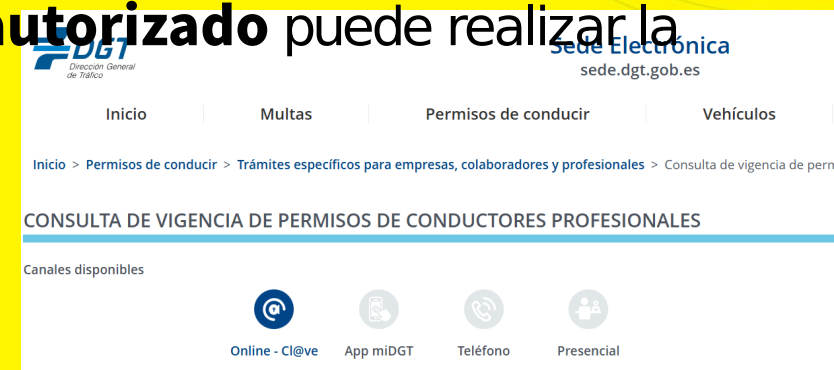 autorizado puede realizar la
DGT
Dirección General
de Tráfico
Sede Electrónica
sede.dgt.gob.es
Inicio Multas Permisos de conducir Vehículos
Inicio > Permisos de conducir > Trámites específicos para empresas, colaboradores y profesionales > Consulta de vigencia de perm
CONSULTA DE VIGENCIA DE PERMISOS DE CONDUCTORES PROFESIONALES
Canales disponibles
Online - Cl@ve App miDGT Teléfono Presencial